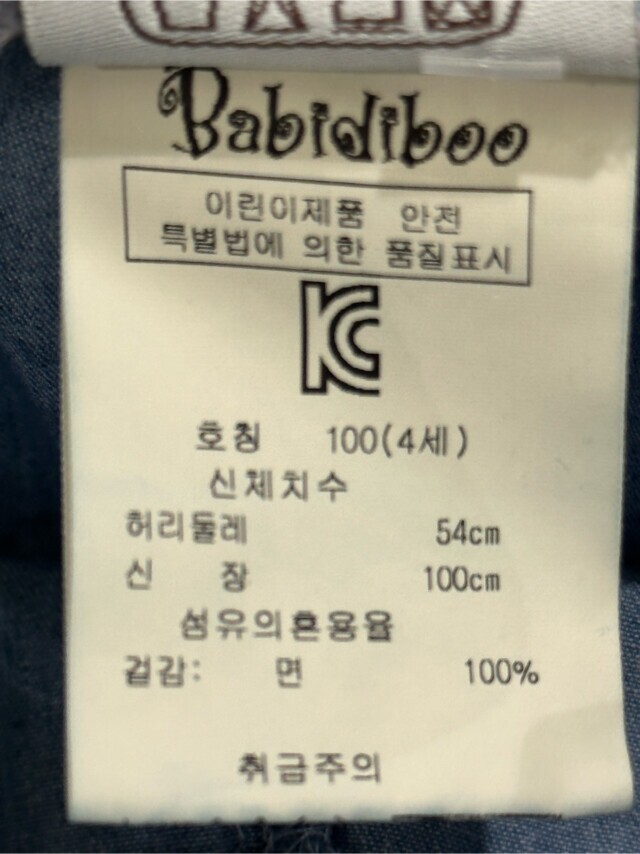 Babidiboo
이린이제품 안전
특별법에 의한 품질표시
KC
호칭 100(4세)
신체치수
허리둘레 54cm
신 장 100cm
섬유의혼용율
겉감: 면 100%
취급주의